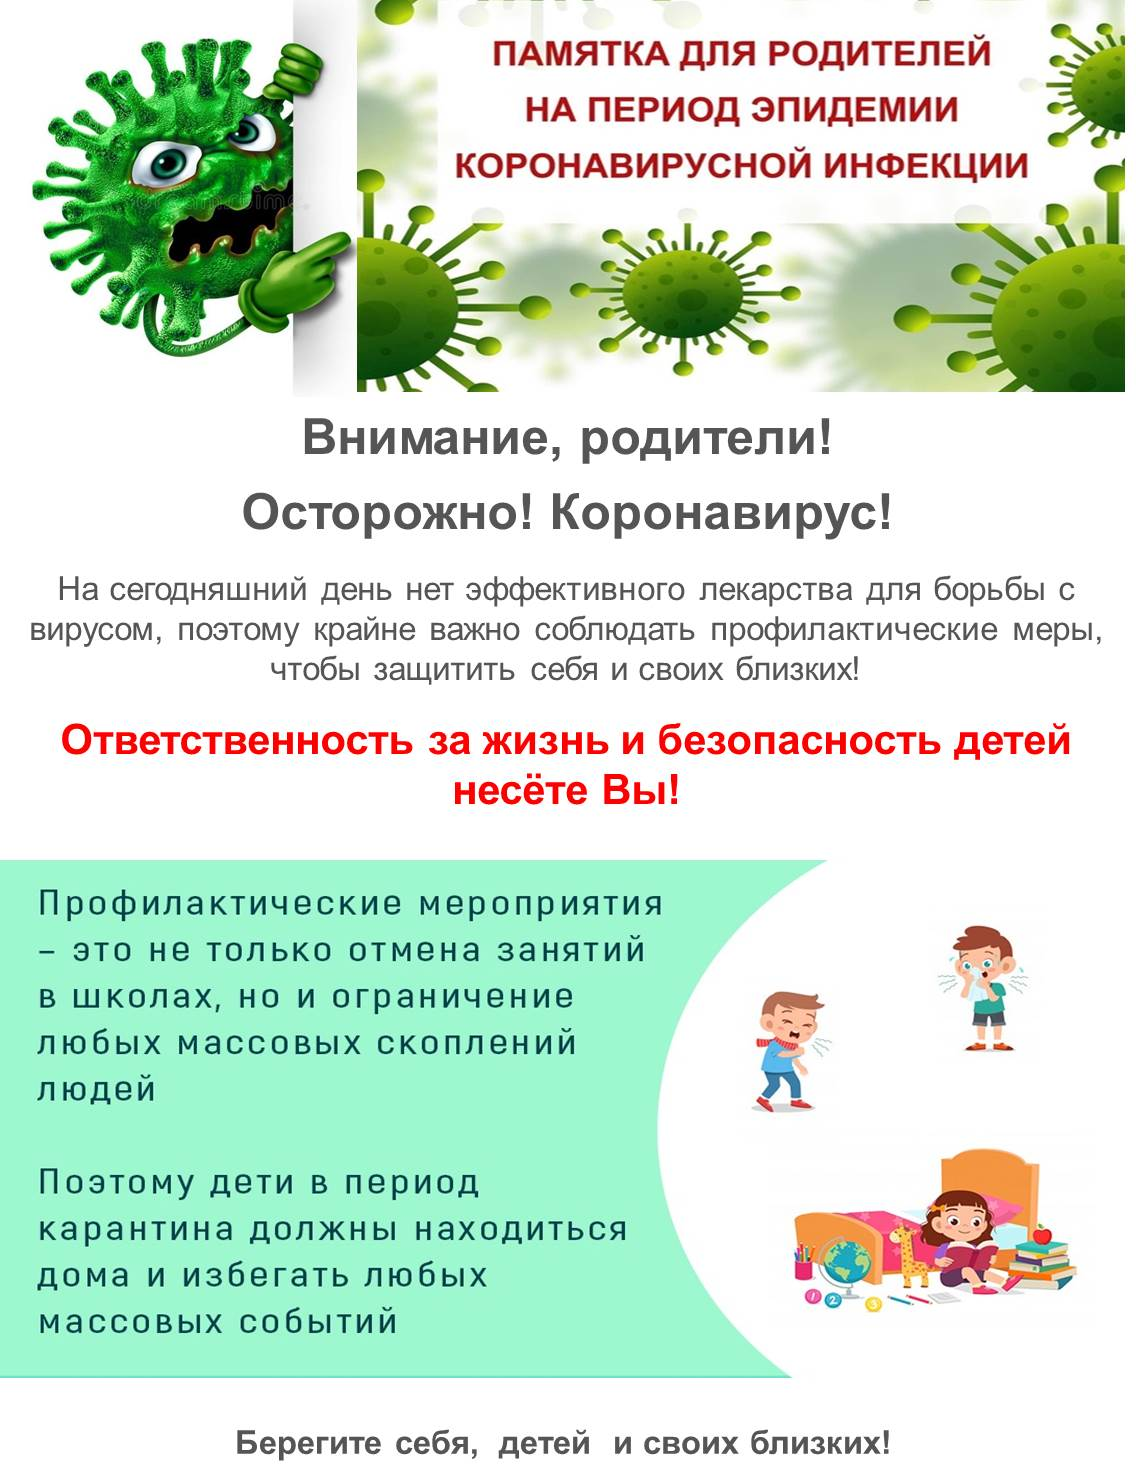 ПАМЯТКА ДЛЯ РОДИТЕЛЕЙ
НА ПЕРИОД ЭПИДЕМИИ
КОРОНАВИРУСНОЙ ИНФЕКЦИИ
Внимание, родители!
Осторожно! Коронавирус!
На сегодняшний день нет эффективного лекарства для борьбы с
вирусом, поэтому крайне важно соблюдать профилактические меры,
чтобы защитить себя и своих близких!
Ответственность за жизнь и безопасность детей
несёте Вы!
Профилактические мероприятия
– это не только отмена занятий
в школах, но и ограничение
любых массовых скоплений
людей
Поэтому дети в период
карантина должны находиться
дома и избегать любых
массовых событий
1 2 3
Берегите себя, детей и своих близких!